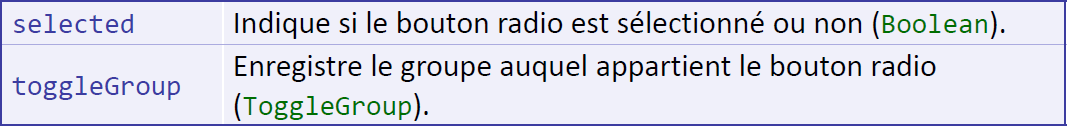 selected Indique si le bouton radio est sélectionné ou non (Boolean).
toggleGroup Enregistre le groupe auquel appartient le bouton radio
(ToggleGroup).